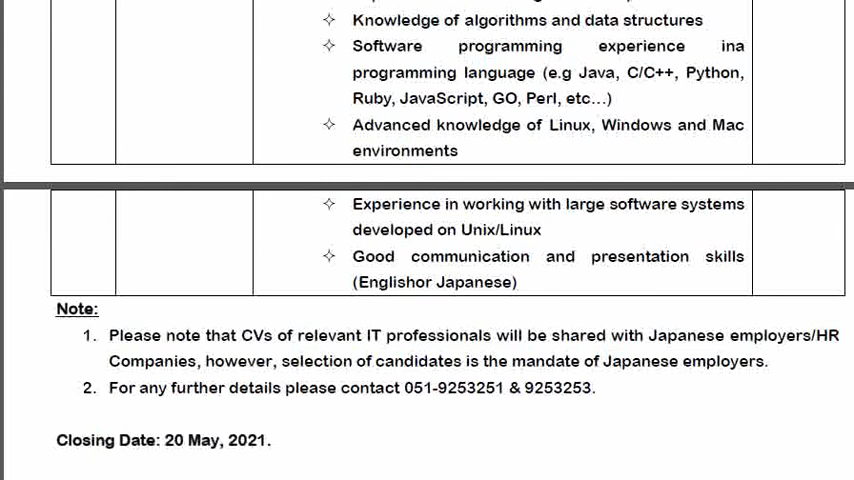 Knowledge of algorithms and data structures
Software programming experience ina
programming language (e.g Java, C/C++, Python,
Ruby, JavaScript, GO, Perl, etc...)
Advanced knowledge of Linux, Windows and Mac
environments
Experience in working with large software systems
developed on Unix/Linux
Good communication and presentation skills
(Englishor Japanese)
Note:
1. Please note that CVs of relevant IT professionals will be shared with Japanese employers/HR
Companies, however, selection of candidates is the mandate of Japanese employers.
2. For any further details please contact 051-9253251 & 9253253.
Closing Date: 20 May, 2021.